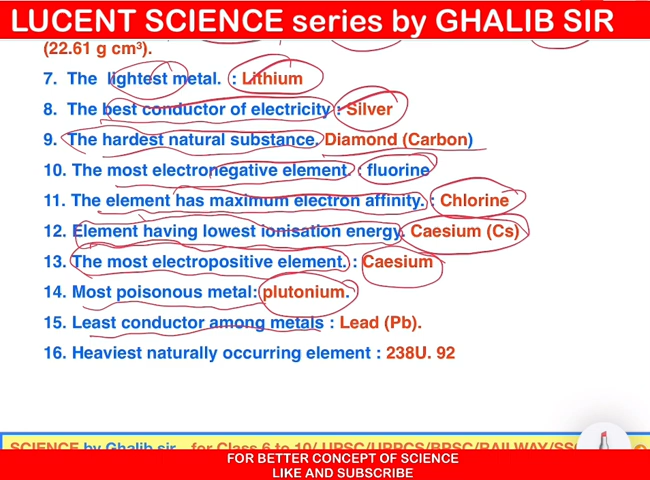 LUCENT SCIENCE series by GHALIB SIR
(22.61 g cm³).
7. The lightest metal. : Lithium
8. The best conductor of electricity : Silver
9. The hardest natural substance. Diamond (Carbon)
10. The most electronegative element. : fluorine
11. The element has maximum electron affinity. : Chlorine
12. Element having lowest ionisation energy. Caesium (Cs)
13. The most electropositive element. : Caesium
14. Most poisonous metal: plutonium.
15. Least conductor among metals : Lead (Pb).
16. Heaviest naturally occurring element : 238U. 92
SCIENCE by Ghalib sir for Class 6 to 10/ UPSC/UPPCS/BPSC/RAILWAY/SS
FOR BETTER CONCEPT OF SCIENCE
LIKE AND SUBSCRIBE